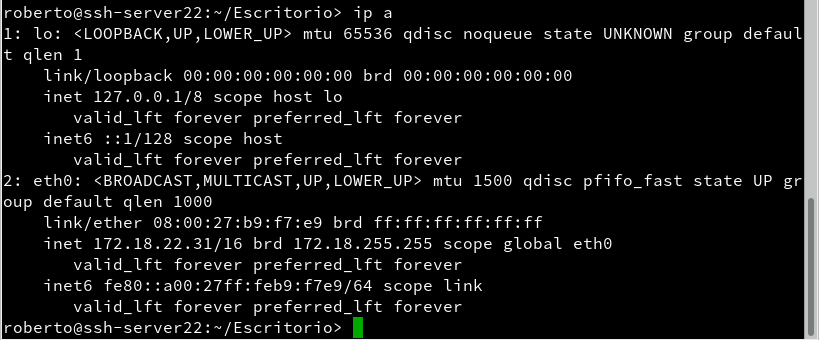 roberto@ssh-server22:~/Escritorio> ip a
1: lo: <LOOPBACK,UP,LOWER_UP> mtu 65536 qdisc noqueue state UNKNOWN group defaul
t qlen 1
    link/loopback 00:00:00:00:00:00 brd 00:00:00:00:00:00
    inet 127.0.0.1/8 scope host lo
       valid_lft forever preferred_lft forever
    inet6 ::1/128 scope host
       valid_lft forever preferred_lft forever
2: eth0: <BROADCAST,MULTICAST,UP,LOWER_UP> mtu 1500 qdisc pfifo_fast state UP gr
oup default qlen 1000
    link/ether 08:00:27:b9:f7:e9 brd ff:ff:ff:ff:ff:ff
    inet 172.18.22.31/16 brd 172.18.255.255 scope global eth0
       valid_lft forever preferred_lft forever
    inet6 fe80::a00:27ff:feb9:f7e9/64 scope link
       valid_lft forever preferred_lft forever
roberto@ssh-server22:~/Escritorio>